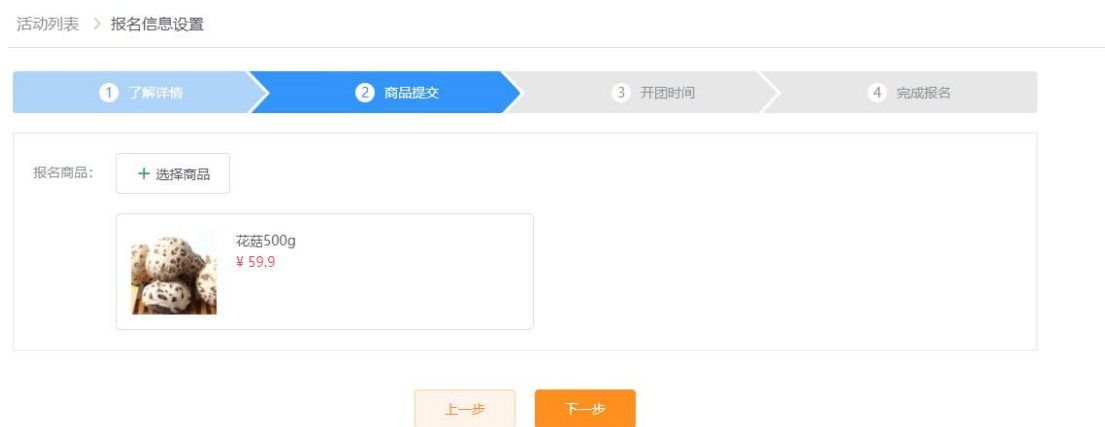 活动列表 > 报名信息设置
1 了解详情 2 商品提交 3 开团时间 4 完成报名
报名商品: + 选择商品
花菇500g
¥ 59.9
上一步 下一步